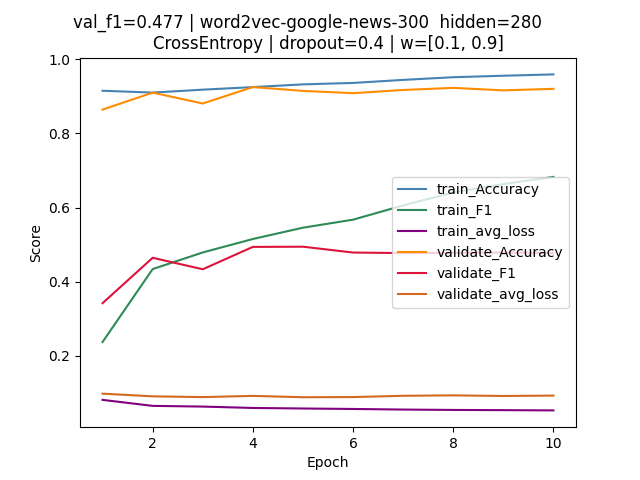 val_f1=0.477 | word2vec-google-news-300  hidden=280
CrossEntropy | dropout=0.4 | w=[0.1, 0.9]
1.0
0.8
0.6
0.4
0.2
Score
train_Accuracy
train_F1
train_avg_loss
validate_Accuracy
validate_F1
validate_avg_loss
2 4 6 8 10
Epoch